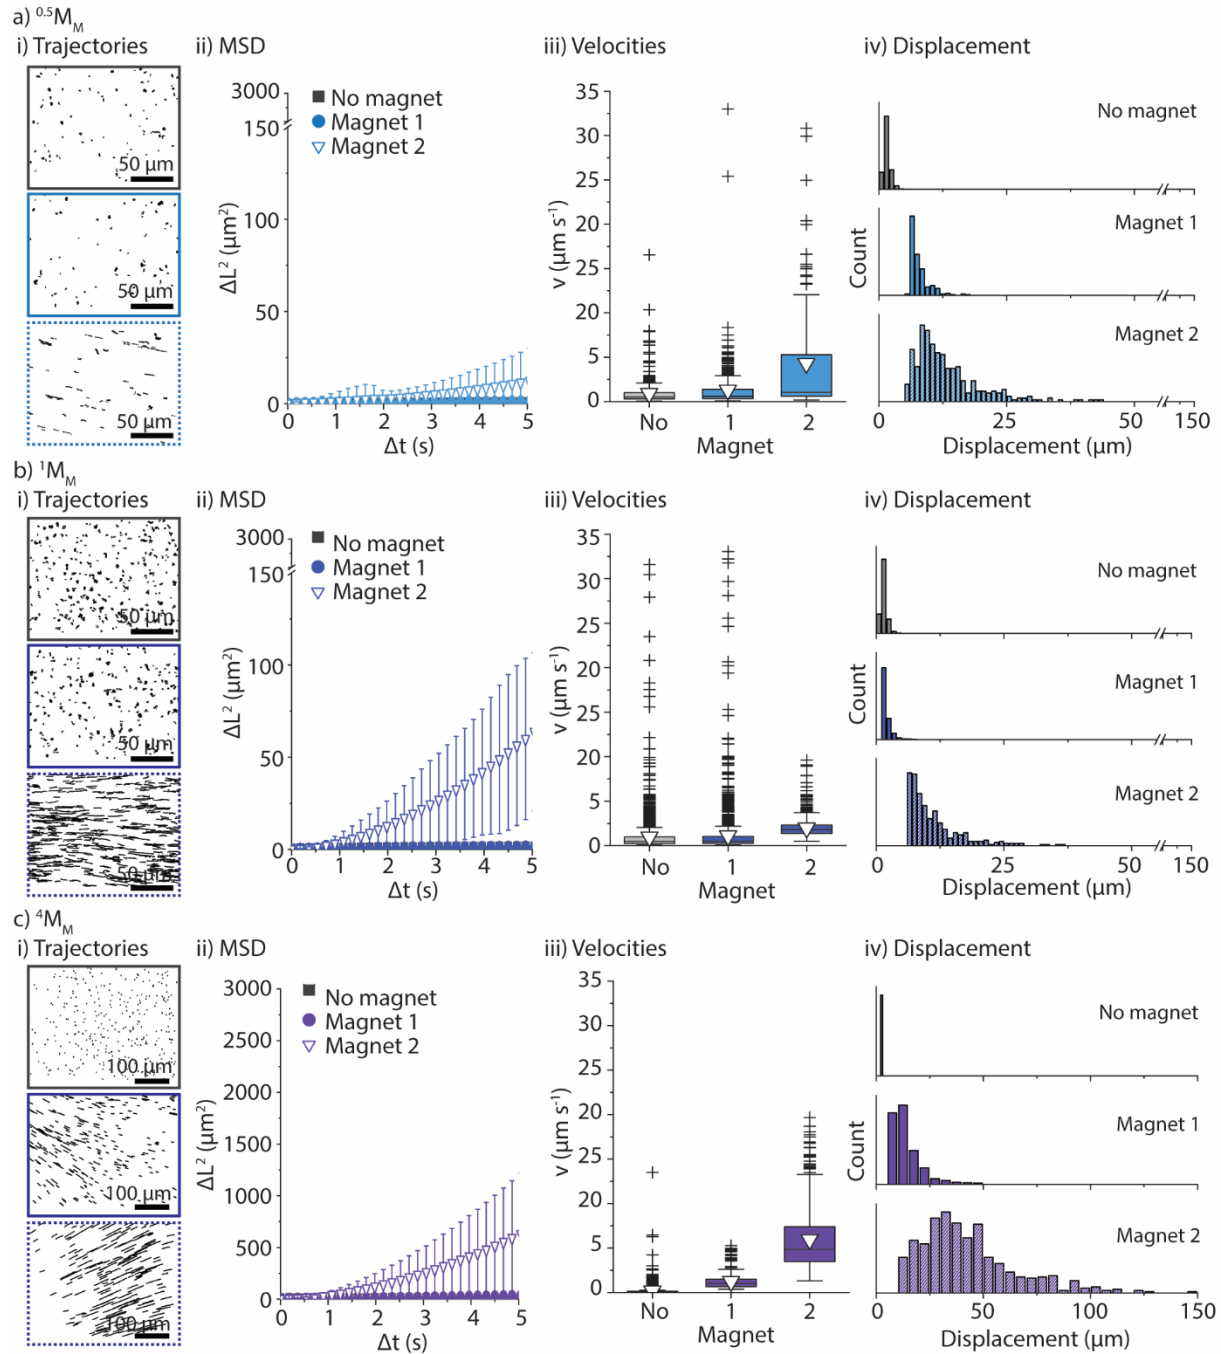 a) 0.5MM
i) Trajectories
ii) MSD
iii) Velocities
iv) Displacement
50 µm
50 µm
50 µm
3000
150
100
50
0
ΔL² (µm²)
No magnet
Magnet 1
Magnet 2
0 1 2 3 4 5
Δt (s)
35
33
25
20
35
25
5
0
v (µm s⁻¹)
No 1 2
Magnet
No magnet
Magnet 1
Magnet 2
Count
0 25 50 150
Displacement (µm)
b) 1MM
i) Trajectories
ii) MSD
iii) Velocities
iv) Displacement
50 µm
50 µm
50 µm
3000
150
100
50
0
ΔL² (µm²)
No magnet
Magnet 1
Magnet 2
0 1 2 3 4 5
Δt (s)
35
33
25
20
35
25
5
0
v (µm s⁻¹)
No 1 2
Magnet
No magnet
Magnet 1
Magnet 2
Count
0 25 50 150
Displacement (µm)
c) 4MM
i) Trajectories
ii) MSD
iii) Velocities
iv) Displacement
100 µm
100 µm
100 µm
3000
2500
2000
1500
1000
500
0
ΔL² (µm²)
No magnet
Magnet 1
Magnet 2
0 1 2 3 4 5
Δt (s)
35
33
25
20
35
25
5
0
v (µm s⁻¹)
No 1 2
Magnet
No magnet
Magnet 1
Magnet 2
Count
0 50 100 150
Displacement (µm)